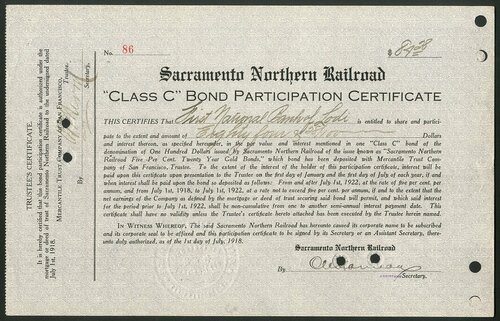 No. 86
$84.28
Sacramento Northern Railroad
"CLASS C" BOND PARTICIPATION CERTIFICATE
THIS CERTIFIES THAT First National Bank of Lodi is entitled to share and partici-
pate to the extent and amount of Eighty four & Dollars
and interest thereon, as specified hereunder, in the par value and interest mentioned in one "Class C" bond of the
denomination of One Hundred Dollars issued by Sacramento Northern Railroad of the issue known as "Sacramento Northern
Railroad Five Per Cent. Twenty Year Gold Bonds," which bond has been deposited with Mercantile Trust Com-
pany of San Francisco, Trustee. To the interest of the holder of this participation certificate, interest will be
paid upon this certificate upon presentation to the Trustee on the first day of January and the first day of July of each year, if and
when interest shall be paid upon the bond so deposited as follows: From and after July 1st, 1922, at the rate of five per cent. per
annum, and from July 1st, 1918, to July 1st, 1922, at a rate not to exceed five per cent. per annum, if and to the extent that the
net earnings of the Company as defined by the mortgage or deed of trust securing said bond will permit, and which said interest
for the period prior to July 1st, 1922, shall be non-cumulative from one to another semi-annual interest payment date. This
certificate shall have no validity unless the Trustee's certificate hereto attached has been executed by the Trustee herein named.
IN WITNESS WHEREOF, The said Sacramento Northern Railroad has hereunto caused its corporate name to be subscribed
and its corporate seal to be affixed and this participation certificate to be signed by its Secretary or an Assistant Secretary, there-
unto duly authorized, as of the 1st day of July, 1918.
Sacramento Northern Railroad
By
Secretary.
TRUSTEE'S CERTIFICATE.
It is hereby certified that the bond participation certificate is authorized under the
mortgage or deed of trust of Sacramento Northern Railroad to the undersigned dated
July 1st, 1918.
MERCANTILE TRUST COMPANY OF SAN FRANCISCO,
Trustee.
By
Secretary.